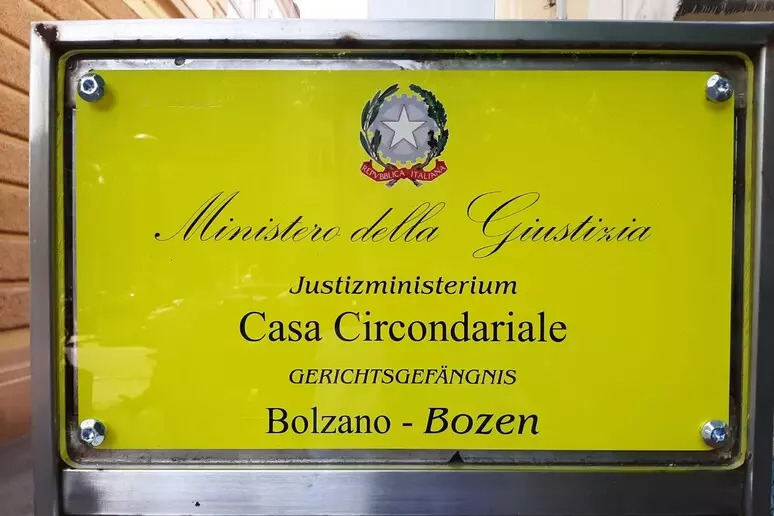 REPVBBLICA ITALIANA
Ministero della Giustizia
Justizministerium
Casa Circondariale
GERICHTSGEFÄNGNIS
Bolzano - Bozen